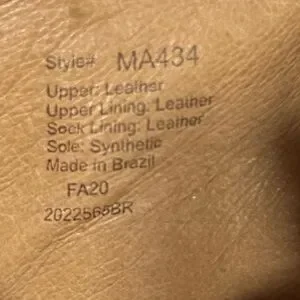 Style# MA434
Upper: Leather
Upper Lining: Leather
Sock Lining: Leather
Sole: Synthetic
Made in Brazil
FA20
2022565BR